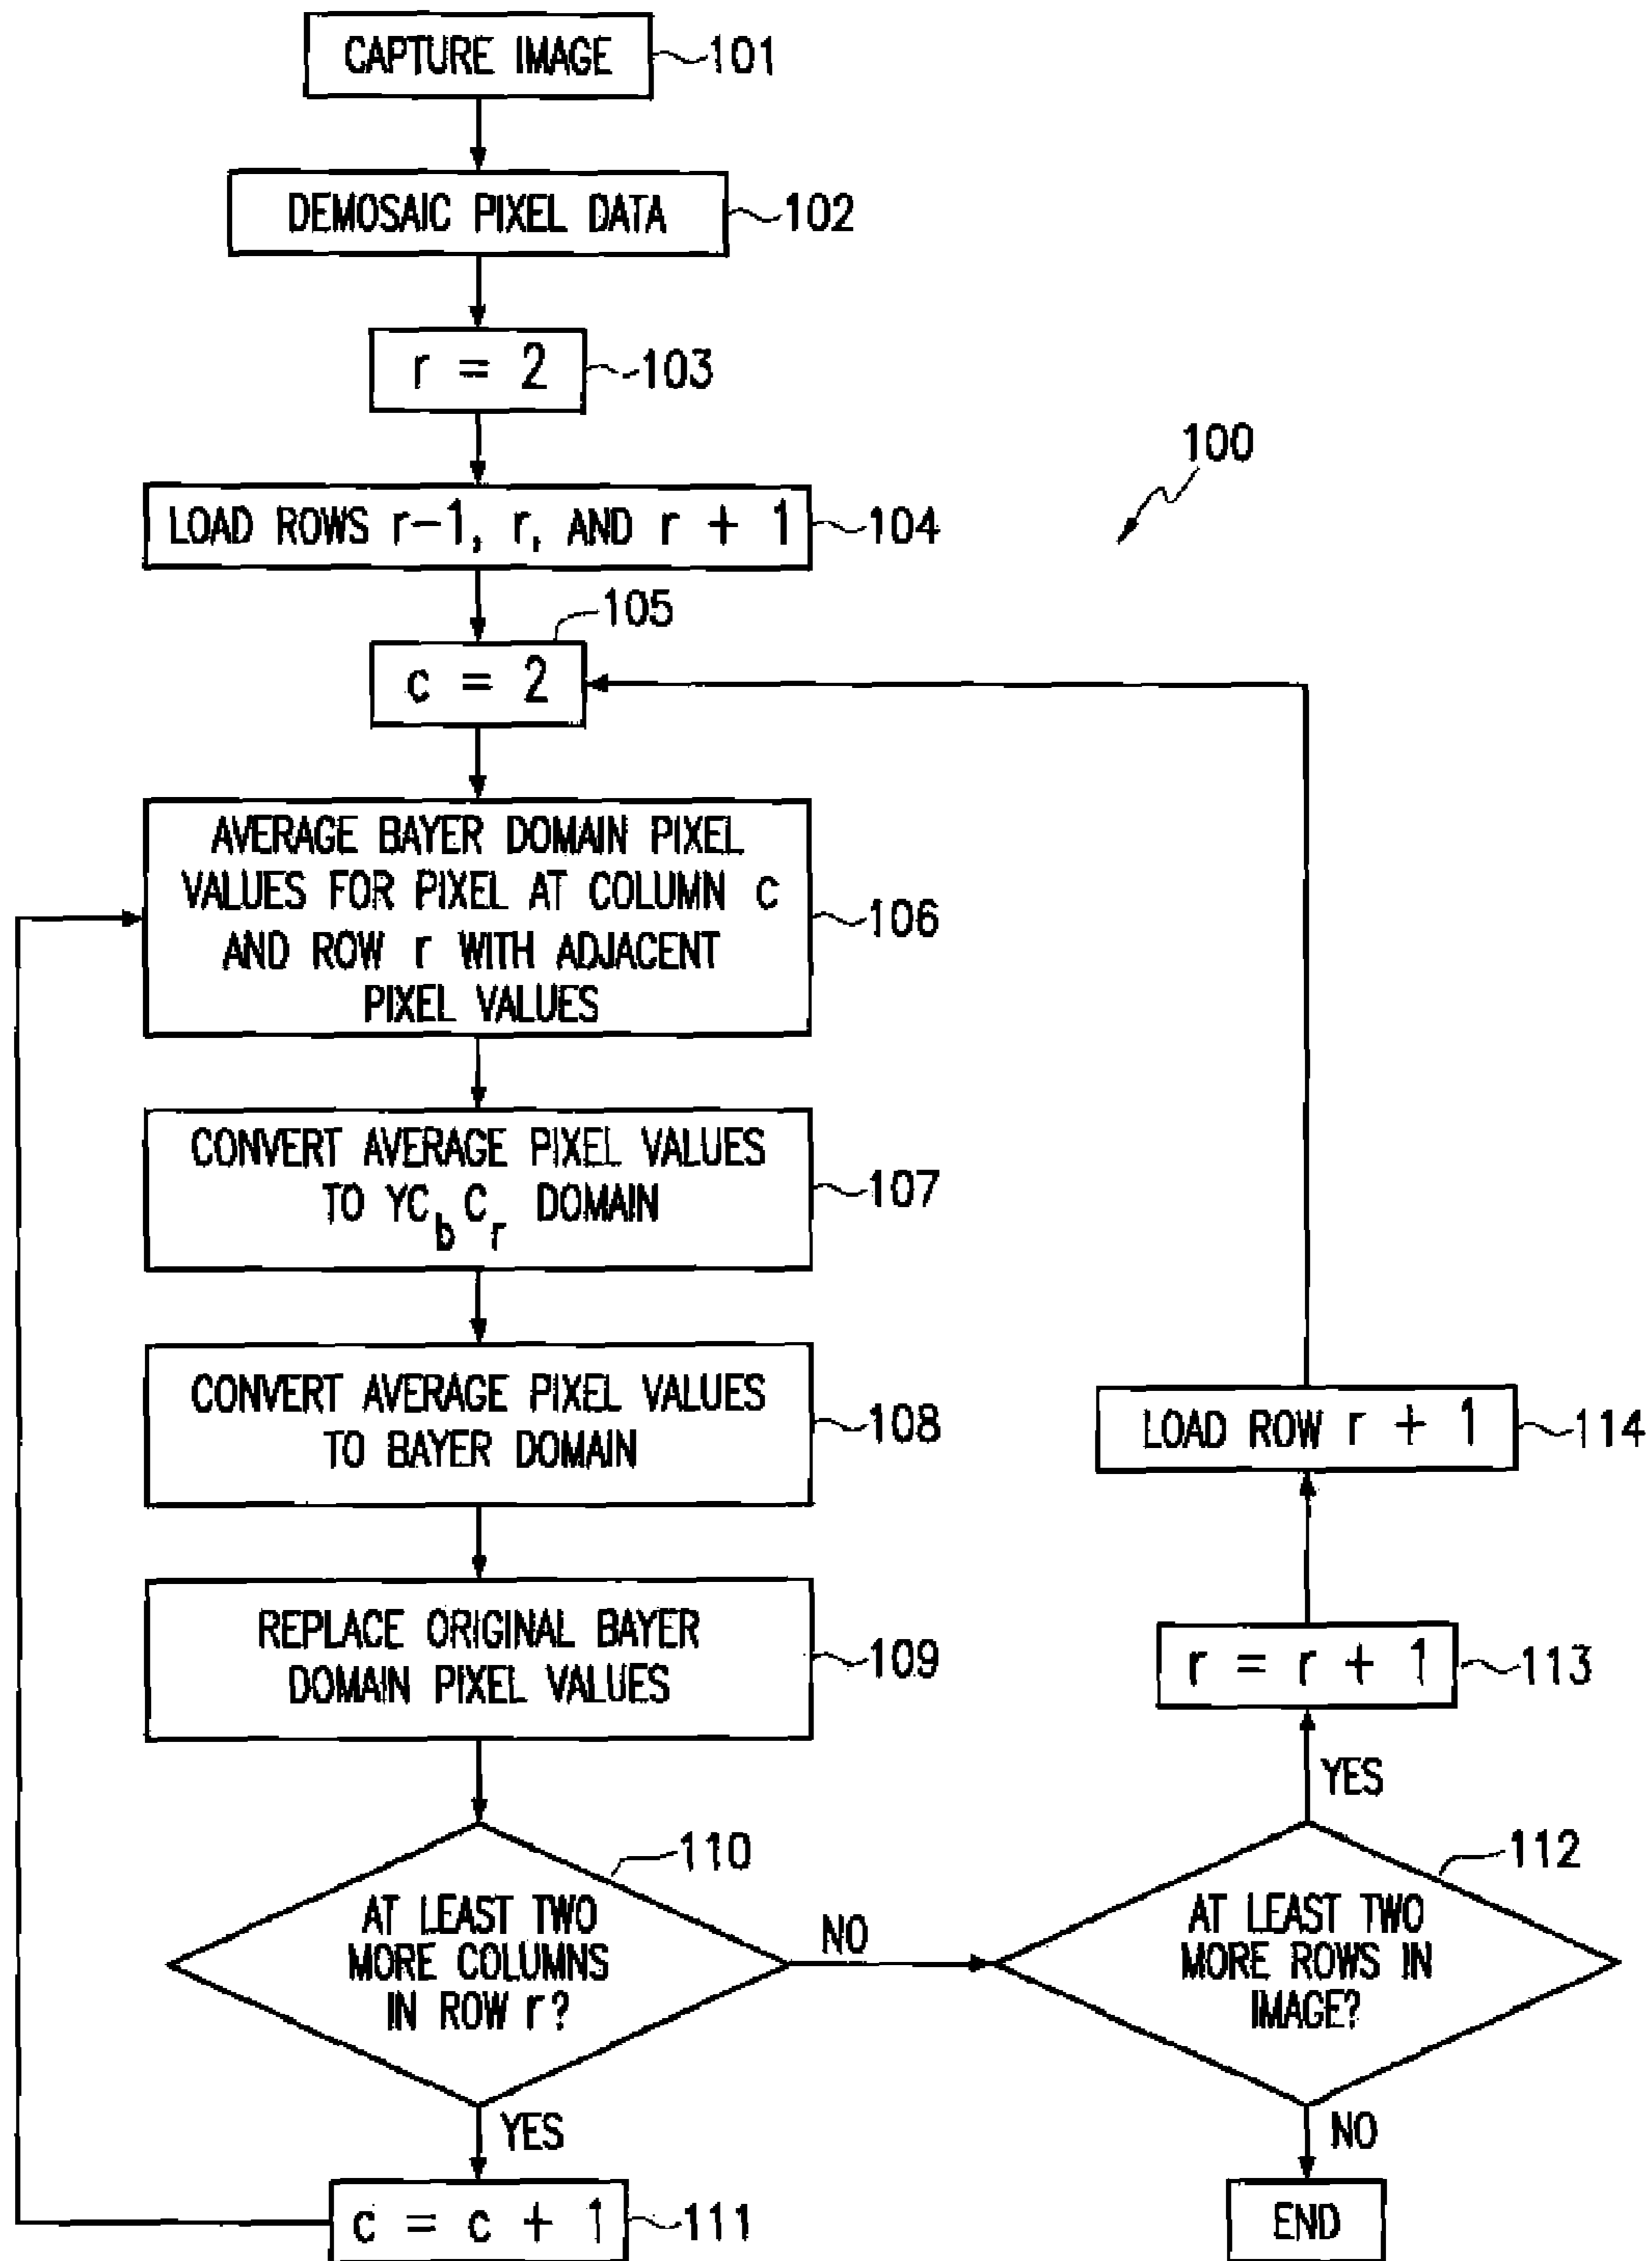 CAPTURE IMAGE
101
DEMOSAIC PIXEL DATA
102
r = 2
103
100
LOAD ROWS r-1, r, AND r + 1
104
105
c = 2
AVERAGE BAYER DOMAIN PIXEL
VALUES FOR PIXEL AT COLUMN c
AND ROW r WITH ADJACENT
PIXEL VALUES
106
CONVERT AVERAGE PIXEL VALUES
TO YCbCr DOMAIN
107
CONVERT AVERAGE PIXEL VALUES
TO BAYER DOMAIN
108
LOAD ROW r + 1
114
REPLACE ORIGINAL BAYER
DOMAIN PIXEL VALUES
109
r = r + 1
113
YES
110
AT LEAST TWO
MORE COLUMNS
IN ROW r?
NO
112
AT LEAST TWO
MORE ROWS IN
IMAGE?
YES
NO
c = c + 1
111
END